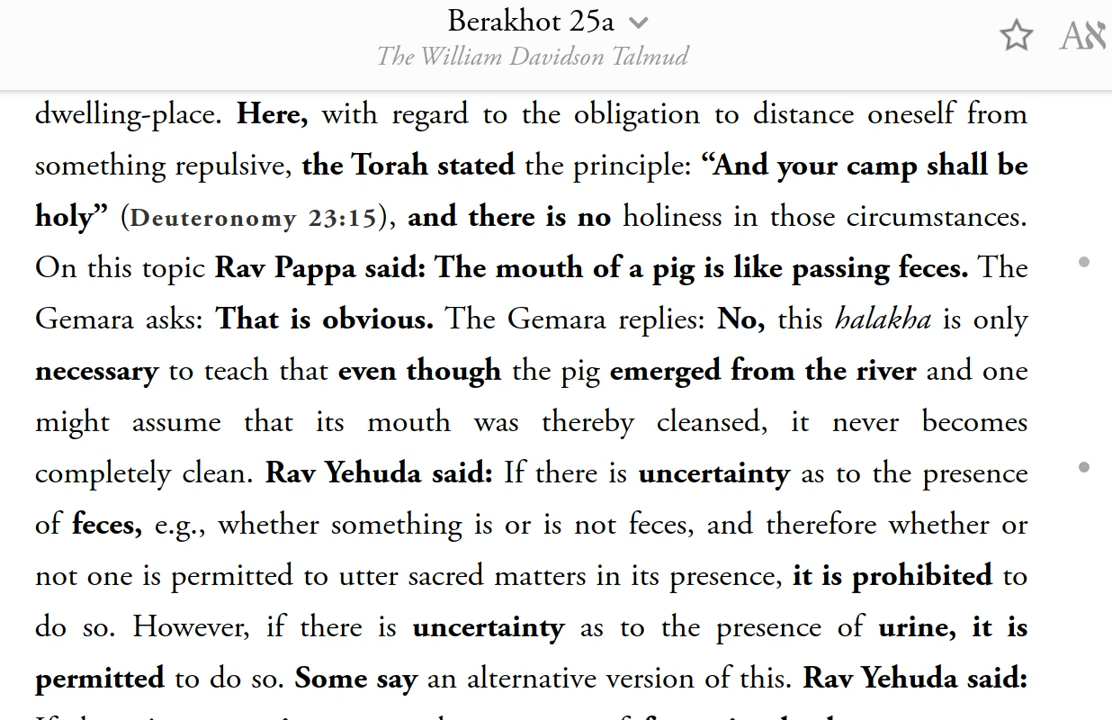 Berakhot 25a
The William Davidson Talmud
Aא
dwelling-place. Here, with regard to the obligation to distance oneself from
something repulsive, the Torah stated the principle: “And your camp shall be
holy” (Deuteronomy 23:15), and there is no holiness in those circumstances.
On this topic Rav Pappa said: The mouth of a pig is like passing feces. The
Gemara asks: That is obvious. The Gemara replies: No, this halakha is only
necessary to teach that even though the pig emerged from the river and one
might assume that its mouth was thereby cleansed, it never becomes
completely clean. Rav Yehuda said: If there is uncertainty as to the presence
of feces, e.g., whether something is or is not feces, and therefore whether or
not one is permitted to utter sacred matters in its presence, it is prohibited to
do so. However, if there is uncertainty as to the presence of urine, it is
permitted to do so. Some say an alternative version of this. Rav Yehuda said: